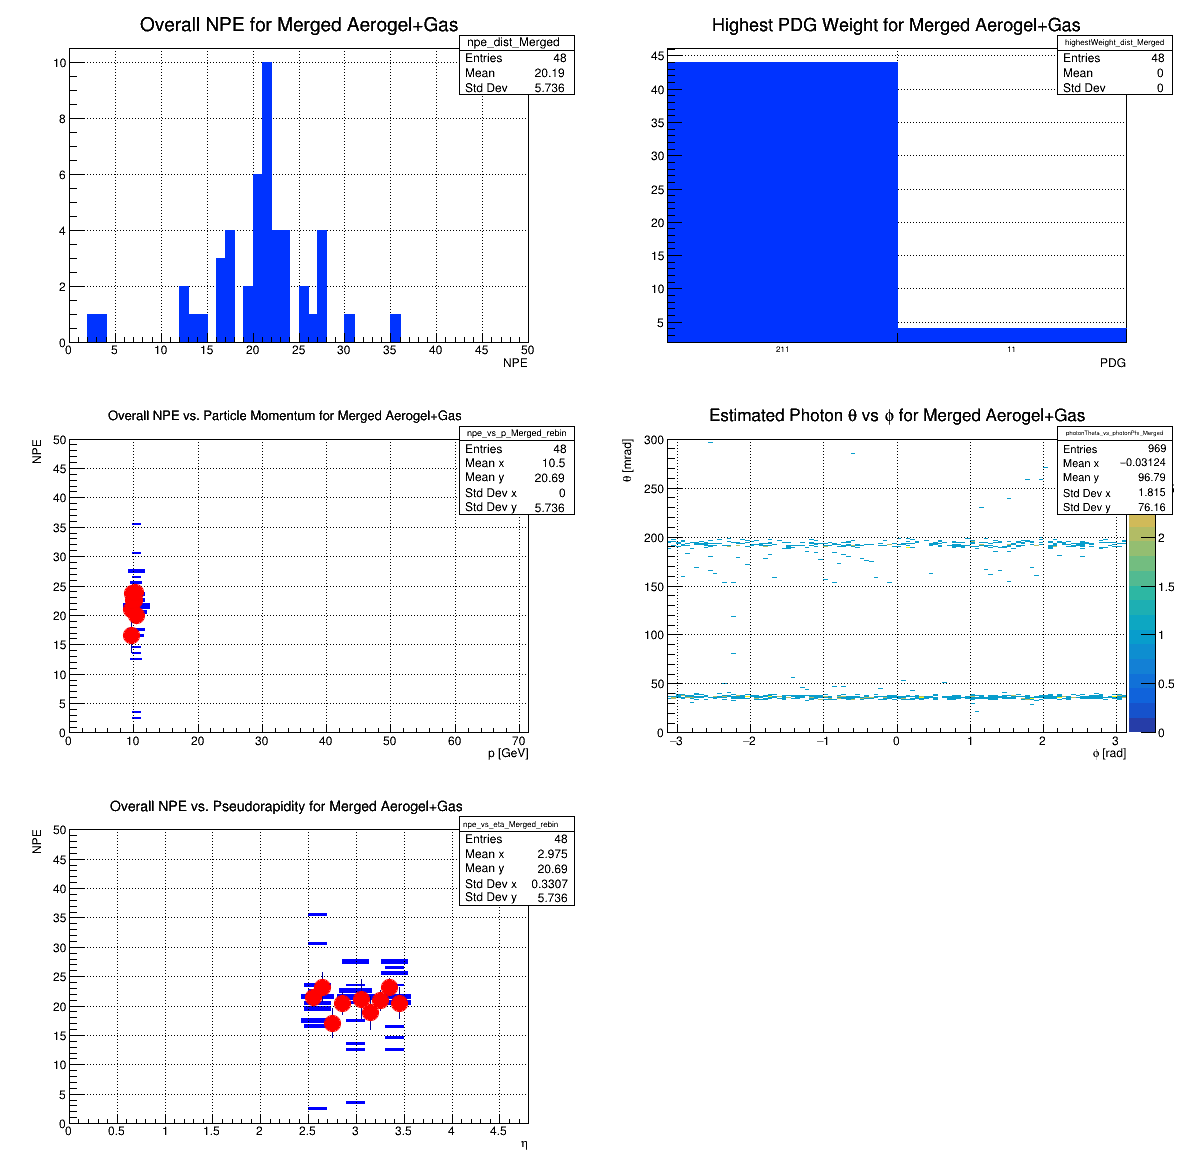 Overall NPE for Merged Aerogel+Gas
npe_dist_Merged
Entries 48
Mean 20.19
Std Dev 5.736
10
8
6
4
2
0
0 5 10 15 20 25 30 35 40 45 50
NPE
Highest PDG Weight for Merged Aerogel+Gas
highestWeight_dist_Merged
Entries 48
Mean 0
Std Dev 0
45
40
35
30
25
20
15
10
5
211 11
PDG
Overall NPE vs. Particle Momentum for Merged Aerogel+Gas
npe_vs_p_Merged_rebin
Entries 48
Mean x 10.5
Mean y 20.69
Std Dev x 0
Std Dev y 5.736
NPE
50
45
40
35
30
25
20
15
10
5
0
0 10 20 30 40 50 60 70
p [GeV]
Estimated Photon θ vs ϕ for Merged Aerogel+Gas
photonTheta_vs_photonPhi_Merged
Entries 969
Mean x −0.03124
Mean y 96.79
Std Dev x 1.815
Std Dev y 76.16
θ [mrad]
300
250
200
150
100
50
0
−3 −2 −1 0 1 2 3
ϕ [rad]
2
1.5
1
0.5
0
Overall NPE vs. Pseudorapidity for Merged Aerogel+Gas
npe_vs_eta_Merged_rebin
Entries 48
Mean x 2.975
Mean y 20.69
Std Dev x 0.3307
Std Dev y 5.736
NPE
50
45
40
35
30
25
20
15
10
5
0
0 0.5 1 1.5 2 2.5 3 3.5 4 4.5
η